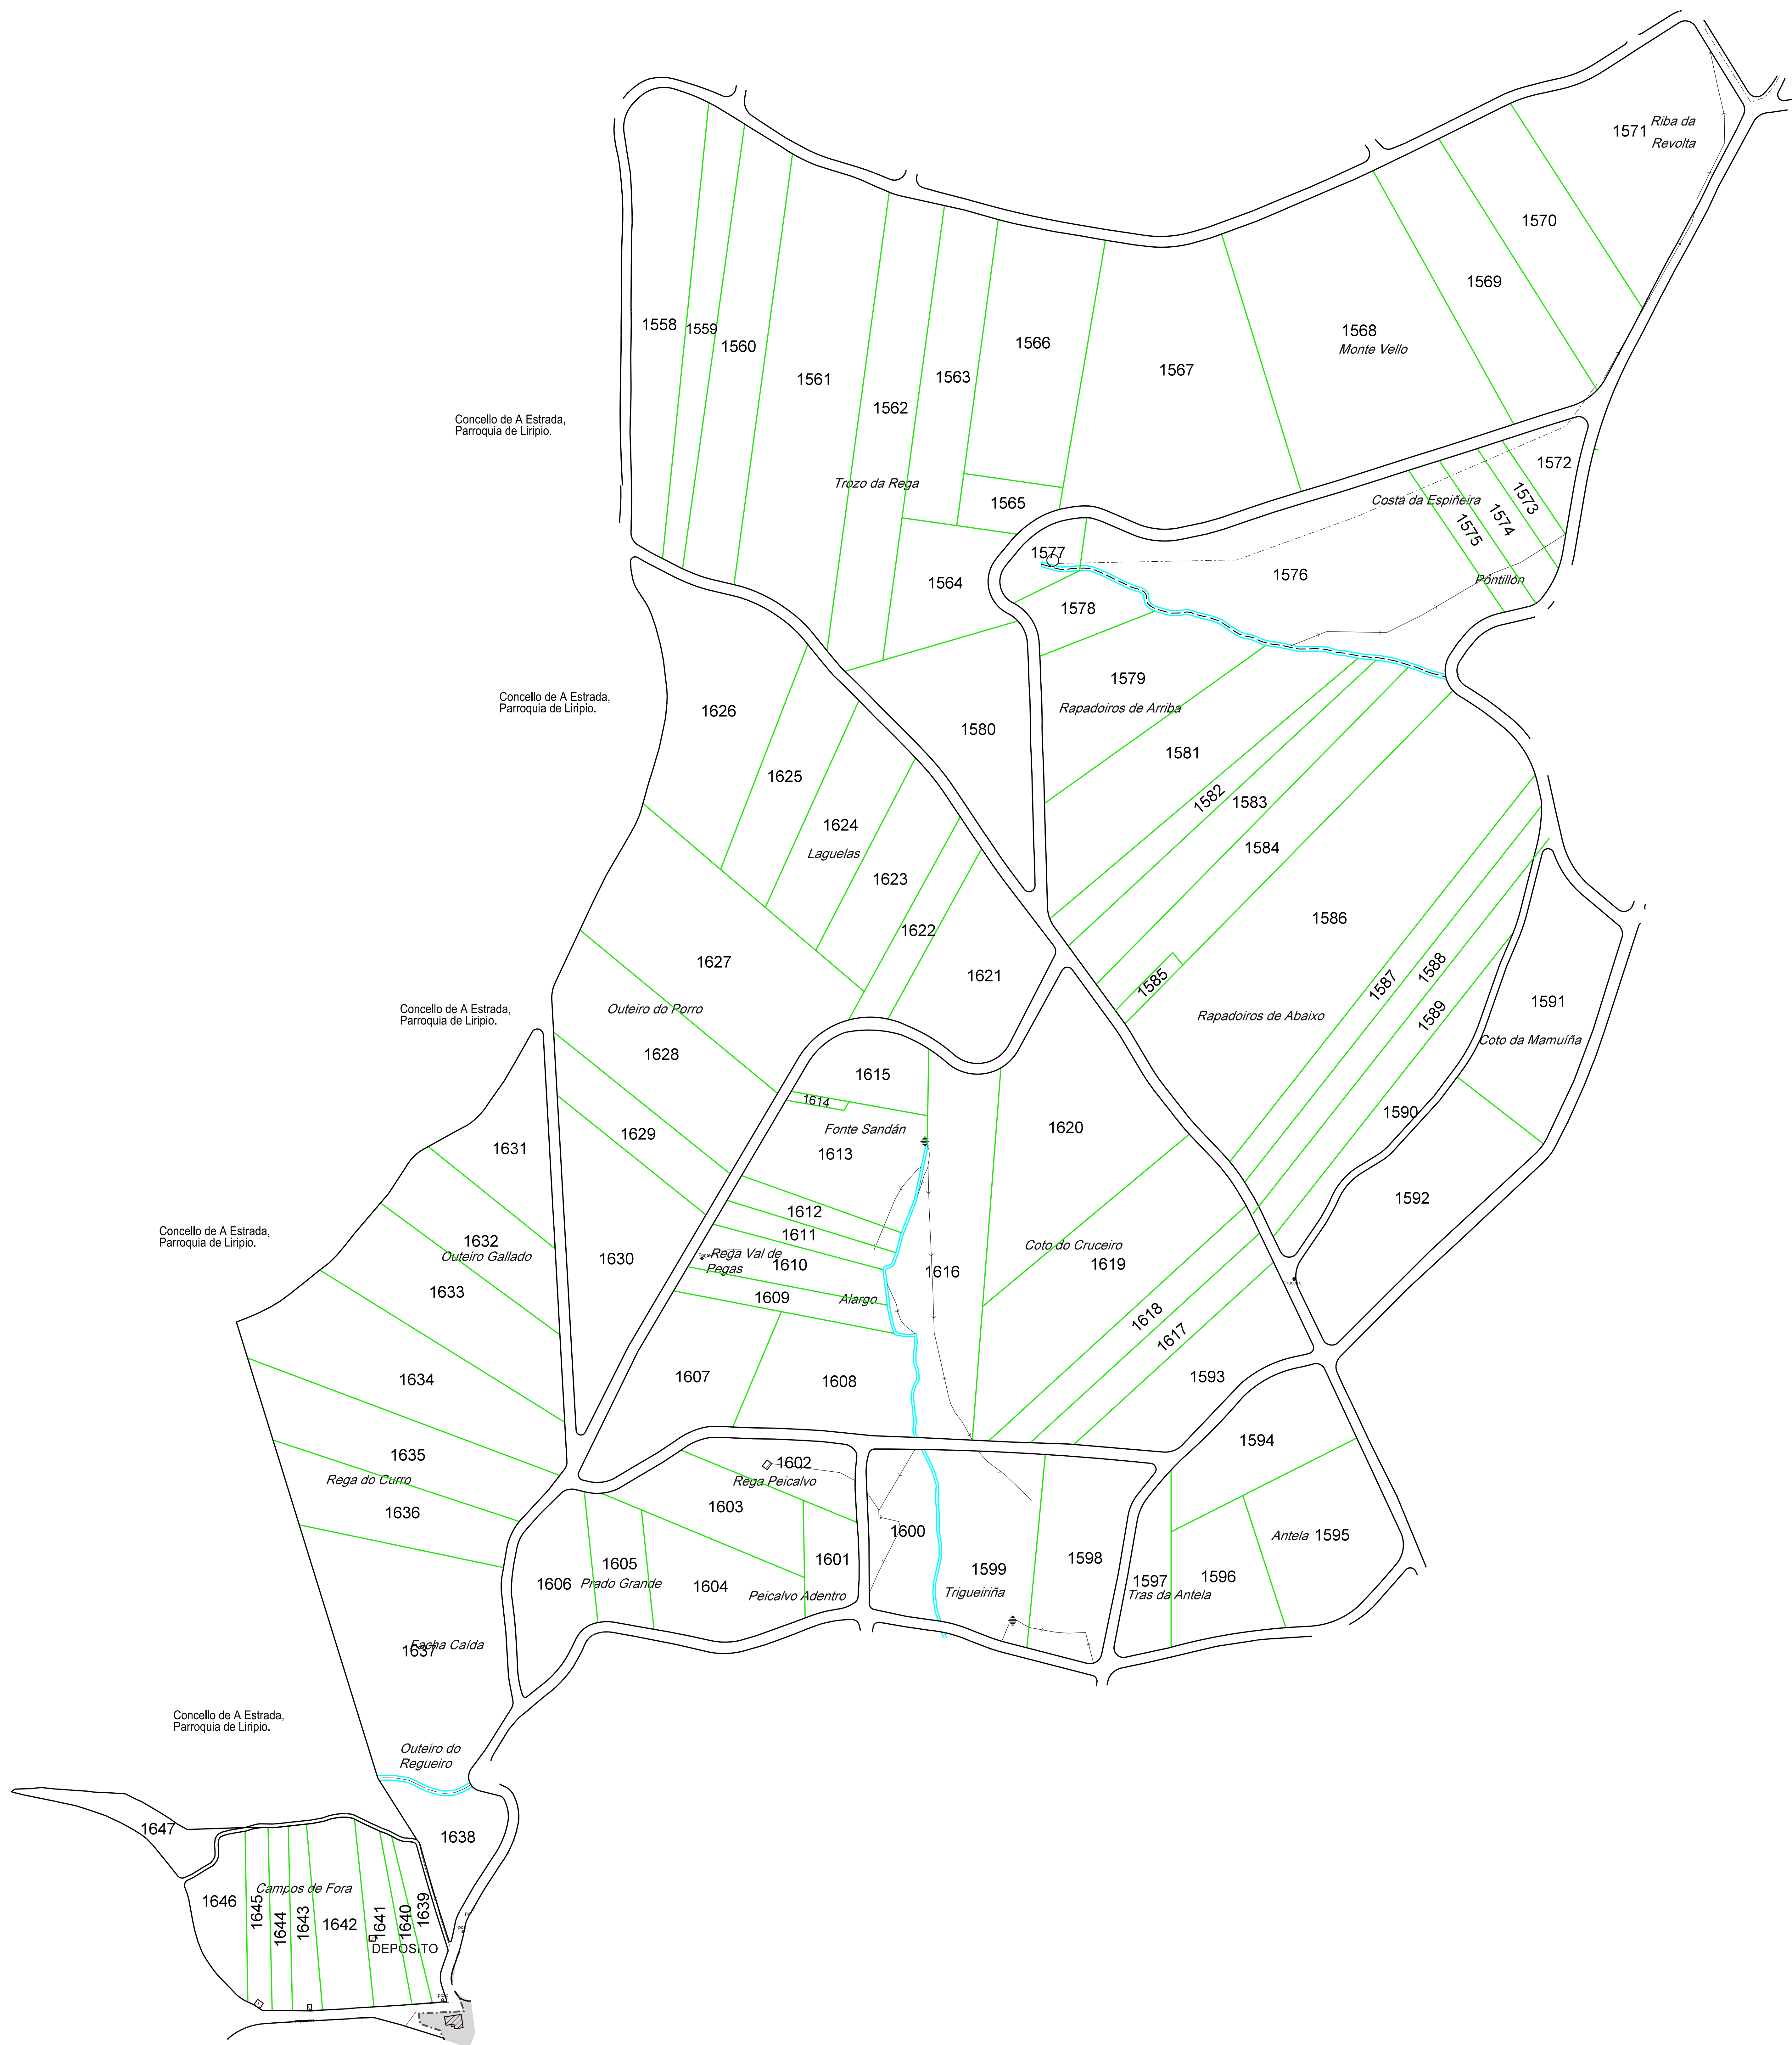 1571
Riba da
Revolta
1570
1569
1558
1559
1560
1568
Monte Vello
1566
1567
1561
1563
1562
Concello de A Estrada,
Parroquia de Liripio.
1572
Trozo da Rega
1565
Costa da Espiñeira
1573
1574
1575
1577
1564
1576
Póntillón
1578
1579
Concello de A Estrada,
Parroquia de Liripio.
1626
Rapadoiros de Arriba
1580
1581
1625
1582
1583
1624
Laguelas
1584
1623
1586
1622
1627
1621
1585
1587
1588
1589
1591
Concello de A Estrada,
Parroquia de Liripio.
Outeiro do Porro
Rapadoiros de Abaixo
Coto da Mamuíña
1628
1615
1614
1590
Fonte Sandán
1620
1629
1613
1631
1592
1612
1611
1632
Outeiro Gallado
Concello de A Estrada,
Parroquia de Liripio.
1630
Rega Val de
Pegas
1610
1616
Coto do Cruceiro
1619
Cruceiro
1633
1609
Alargo
1618
1617
1634
1607
1608
1593
1635
Rega do Curro
1594
1602
Rega Peicalvo
1636
1603
1600
Antela
1595
1601
1598
1599
1605
1606
Prado Grande
1604
Peicalvo Adentro
Trigueiriña
1597
Tras da Antela
1596
Facha Caída
1637
Concello de A Estrada,
Parroquia de Liripio.
Outeiro do
Regueiro
1647
1638
Campos de Fora
1646
1645
1644
1643
1642
1641
1640
1639
DEPOSITO